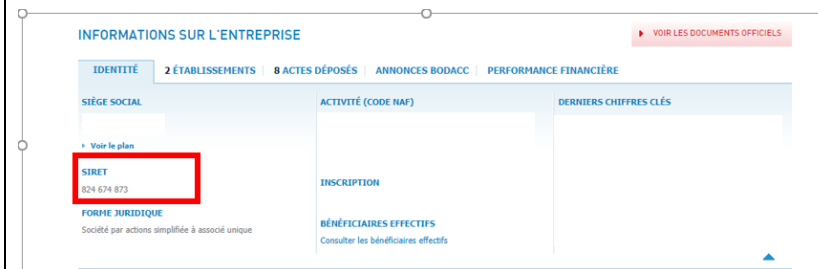 INFORMATIONS SUR L'ENTREPRISE
VOIR LES DOCUMENTS OFFICIELS
IDENTITÉ 2 ÉTABLISSEMENTS 8 ACTES DÉPOSÉS ANNONCES BODACC PERFORMANCE FINANCIÈRE
SIÈGE SOCIAL
Voir le plan
SIRET
824 674 873
FORME JURIDIQUE
Société par actions simplifiée à associé unique
ACTIVITÉ (CODE NAF)
INSCRIPTION
BÉNÉFICIAIRES EFFECTIFS
Consulter les bénéficiaires effectifs
DERNIERS CHIFFRES CLÉS